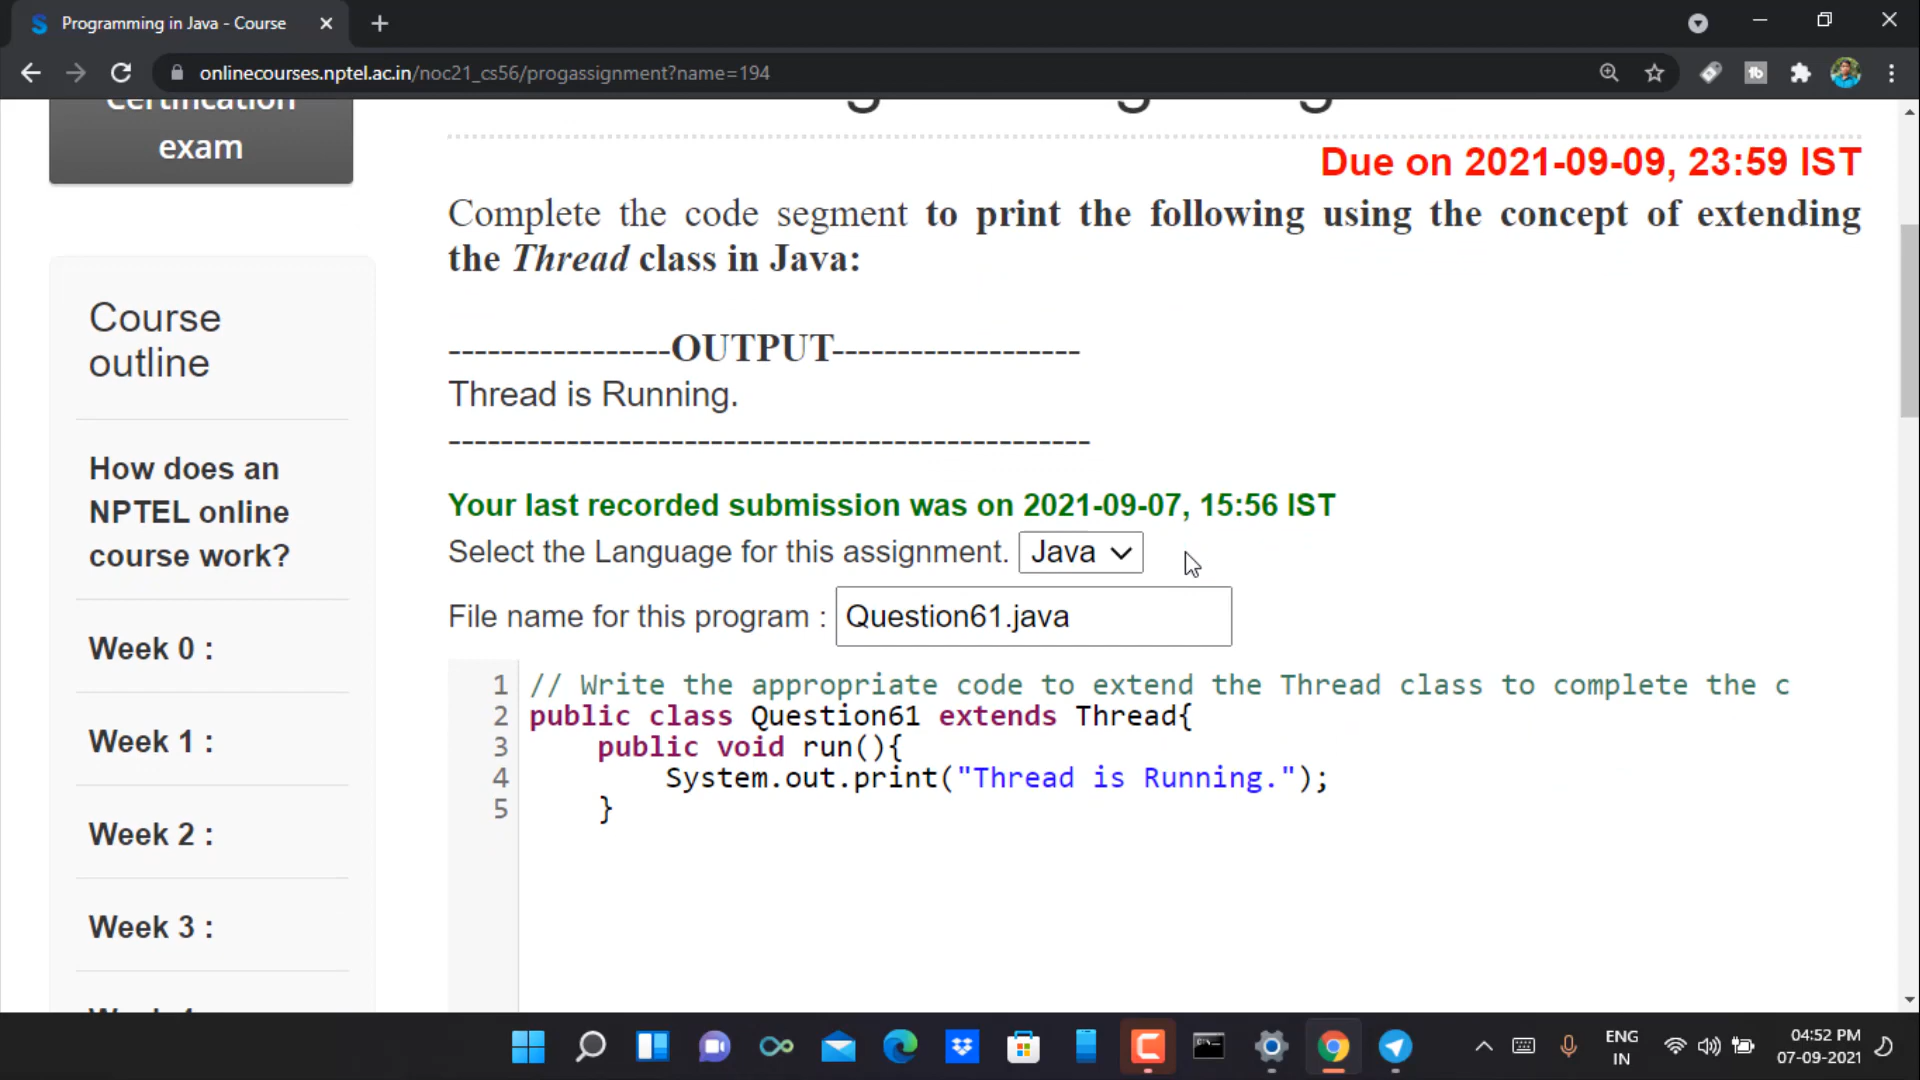 Programming in Java - Course
onlinecourses.nptel.ac.in/noc21_cs56/progassignment?name=194
Certification
exam
Due on 2021-09-09, 23:59 IST
Complete the code segment to print the following using the concept of extending
the Thread class in Java:
-----------------OUTPUT-------------------
Thread is Running.
-------------------------------------------------
Your last recorded submission was on 2021-09-07, 15:56 IST
Select the Language for this assignment. Java
File name for this program : Question61.java
1 // Write the appropriate code to extend the Thread class to complete the c
2 public class Question61 extends Thread{
3 public void run(){
4 System.out.print("Thread is Running.");
5 }
Course
outline
How does an
NPTEL online
course work?
Week 0 :
Week 1 :
Week 2 :
Week 3 :
ENG
IN
04:52 PM
07-09-2021